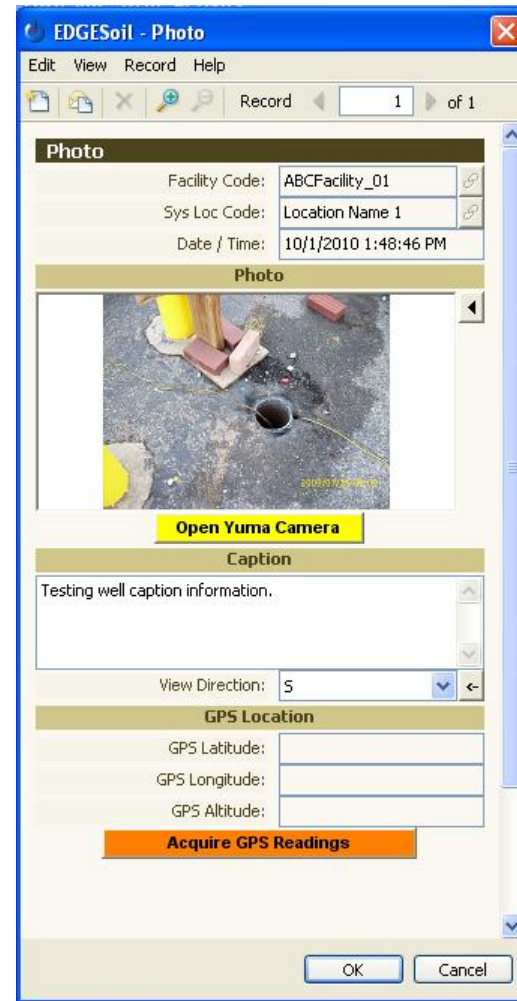 EDGESoil - Photo
Edit View Record Help
Record 1 of 1
Photo
Facility Code: ABCFacility_01
Sys Loc Code: Location Name 1
Date / Time: 10/1/2010 1:48:46 PM
Photo
Open Yuma Camera
Caption
Testing well caption information.
View Direction: S
GPS Location
GPS Latitude:
GPS Longitude:
GPS Altitude:
Acquire GPS Readings
OK Cancel